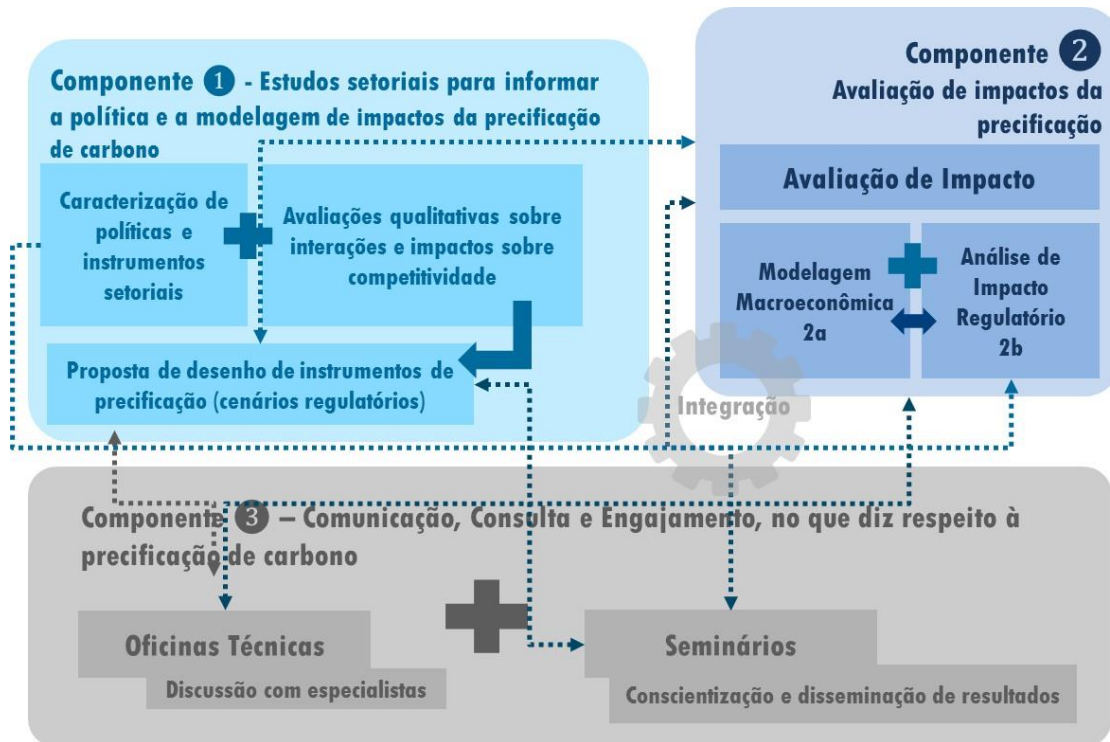 Componente 1 - Estudos setoriais para informar
a política e a modelagem de impactos da precificação
de carbono
Caracterização de
políticas e
instrumentos
setoriais
Avaliações qualitativas sobre
interações e impactos sobre
competitividade
Proposta de desenho de instrumentos de
precificação (cenários regulatórios)
Componente 2
Avaliação de impactos da
precificação
Avaliação de Impacto
Modelagem
Macroeconômica
2a
Análise de
Impacto
Regulatório
2b
Integração
Componente 3 – Comunicação, Consulta e Engajamento, no que diz respeito à
precificação de carbono
Oficinas Técnicas
Discussão com especialistas
Seminários
Conscientização e disseminação de resultados